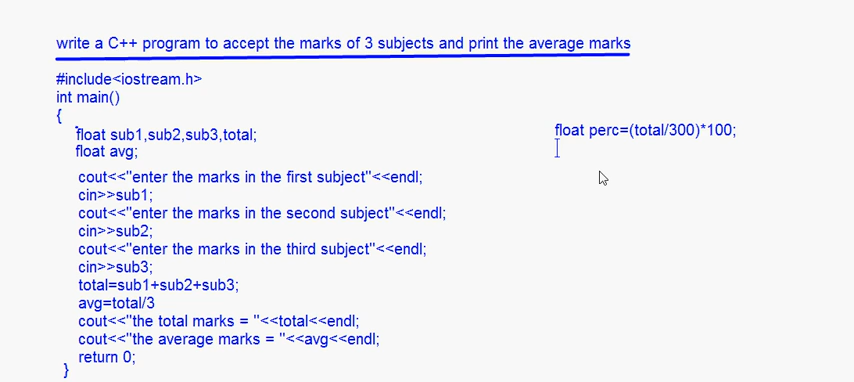 write a C++ program to accept the marks of 3 subjects and print the average marks
#include<iostream.h>
int main()
{
float sub1,sub2,sub3,total;
float avg;
cout<<"enter the marks in the first subject"<<endl;
cin>>sub1;
cout<<"enter the marks in the second subject"<<endl;
cin>>sub2;
cout<<"enter the marks in the third subject"<<endl;
cin>>sub3;
total=sub1+sub2+sub3;
avg=total/3
cout<<"the total marks = "<<total<<endl;
cout<<"the average marks = "<<avg<<endl;
return 0;
}
float perc=(total/300)*100;